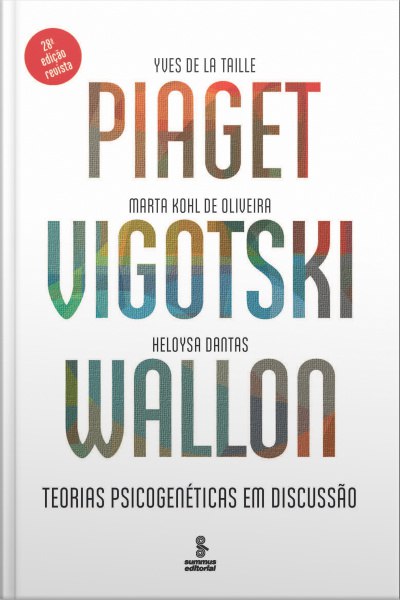 28ª
edição
revista
YVES DE LA TAILLE
PIAGET
MARTA KOHL DE OLIVEIRA
VIGOTSKI
HELOYSA DANTAS
WALLON
TEORIAS PSICOGENÉTICAS EM DISCUSSÃO
summus
editorial